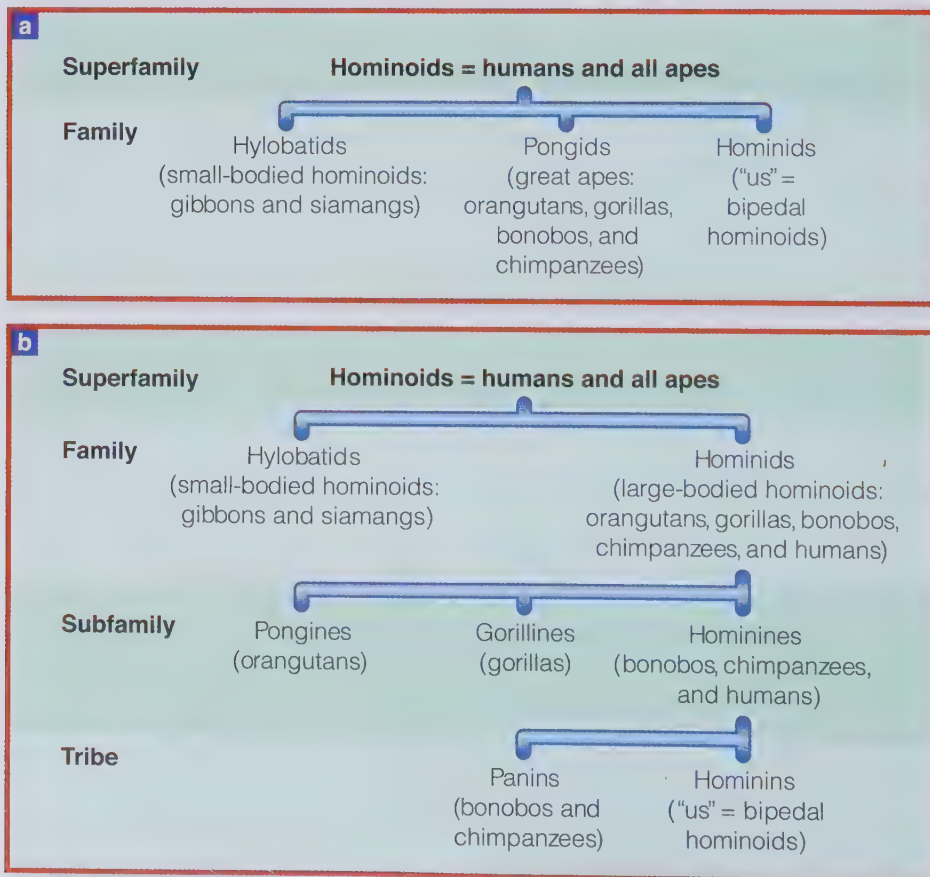 a
Superfamily Hominoids = humans and all apes
Family
Hylobatids
(small-bodied hominoids:
gibbons and siamangs)
Pongids
(great apes:
orangutans, gorillas,
bonobos, and
chimpanzees)
Hominids
("us" =
bipedal
hominoids)
b
Superfamily Hominoids = humans and all apes
Family
Hylobatids
(small-bodied hominoids:
gibbons and siamangs)
Hominids
(large-bodied hominoids:
orangutans, gorillas, bonobos,
chimpanzees, and humans)
Subfamily
Pongines
(orangutans)
Gorillines
(gorillas)
Hominines
(bonobos, chimpanzees,
and humans)
Tribe
Panins
(bonobos and
chimpanzees)
Hominins
("us" = bipedal
hominoids)